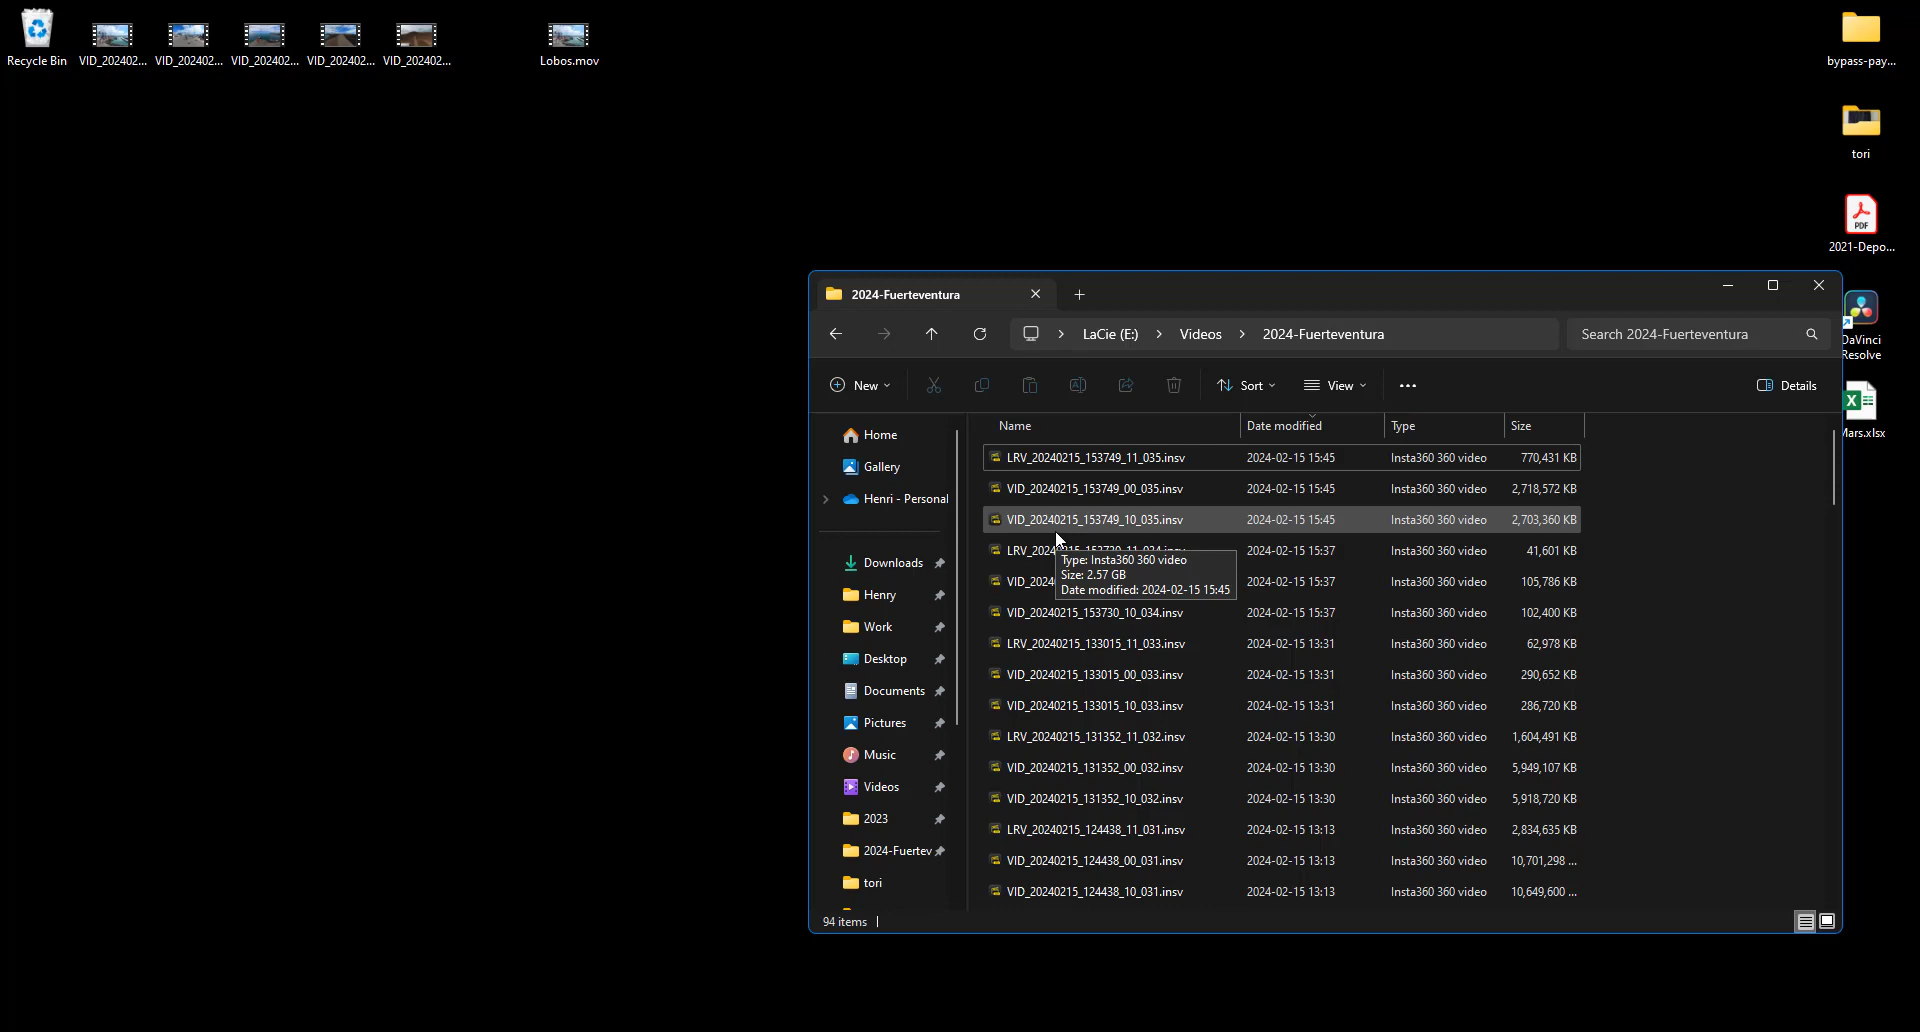 Recycle Bin
VID_202402...
VID_202402...
VID_202402...
VID_202402...
VID_202402...
Lobos.mov
bypass-pay...
tori
PDF
2021-Depo...
DaVinci
Resolve
Mars.xlsx
2024-Fuerteventura
LaCie (E:) > Videos > 2024-Fuerteventura
Search 2024-Fuerteventura
New
Sort
View
...
Details
Home
Gallery
Henri - Personal
Downloads
Henry
Work
Desktop
Documents
Pictures
Music
Videos
2023
2024-Fuertev
tori
Name Date modified Type Size
LRV_20240215_153749_11_035.insv 2024-02-15 15:45 Insta360 360 video 770,431 KB
VID_20240215_153749_00_035.insv 2024-02-15 15:45 Insta360 360 video 2,718,572 KB
VID_20240215_153749_10_035.insv 2024-02-15 15:45 Insta360 360 video 2,703,360 KB
LRV_2024 2024-02-15 15:37 Insta360 360 video 41,601 KB
VID_2024 2024-02-15 15:37 Insta360 360 video 105,786 KB
Type: Insta360 360 video
Size: 2.57 GB
Date modified: 2024-02-15 15:45
VID_20240215_153730_10_034.insv 2024-02-15 15:37 Insta360 360 video 102,400 KB
LRV_20240215_133015_11_033.insv 2024-02-15 13:31 Insta360 360 video 62,978 KB
VID_20240215_133015_00_033.insv 2024-02-15 13:31 Insta360 360 video 290,652 KB
VID_20240215_133015_10_033.insv 2024-02-15 13:31 Insta360 360 video 286,720 KB
LRV_20240215_131352_11_032.insv 2024-02-15 13:30 Insta360 360 video 1,604,491 KB
VID_20240215_131352_00_032.insv 2024-02-15 13:30 Insta360 360 video 5,949,107 KB
VID_20240215_131352_10_032.insv 2024-02-15 13:30 Insta360 360 video 5,918,720 KB
LRV_20240215_124438_11_031.insv 2024-02-15 13:13 Insta360 360 video 2,834,635 KB
VID_20240215_124438_00_031.insv 2024-02-15 13:13 Insta360 360 video 10,701,298 ...
VID_20240215_124438_10_031.insv 2024-02-15 13:13 Insta360 360 video 10,649,600 ...
94 items